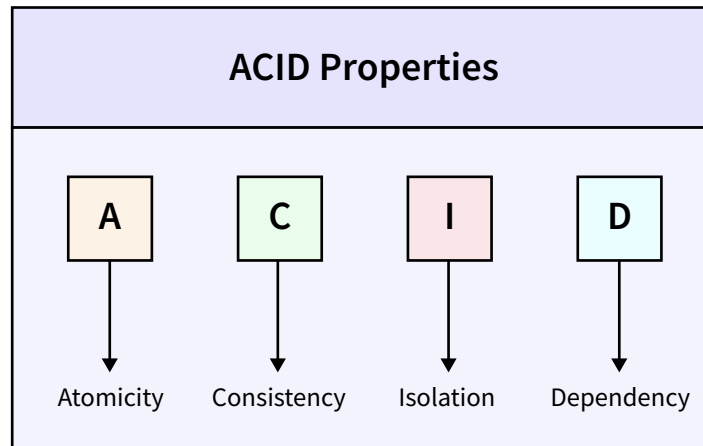 ACID Properties
A C I D
Atomicity Consistency Isolation Dependency